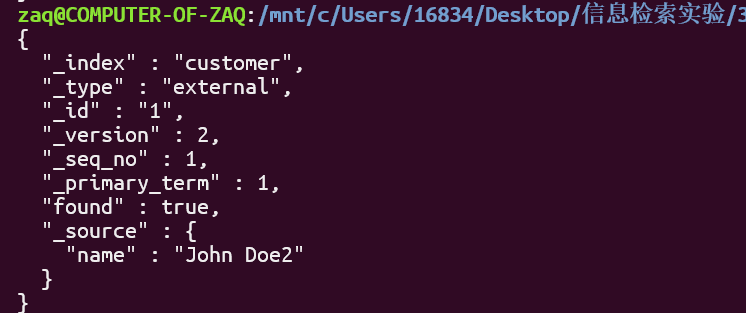 zaq@COMPUTER-OF-ZAQ:/mnt/c/Users/16834/Desktop/信息检索实验/3
{
  "_index" : "customer",
  "_type" : "external",
  "_id" : "1",
  "_version" : 2,
  "_seq_no" : 1,
  "_primary_term" : 1,
  "found" : true,
  "_source" : {
    "name" : "John Doe2"
  }
}